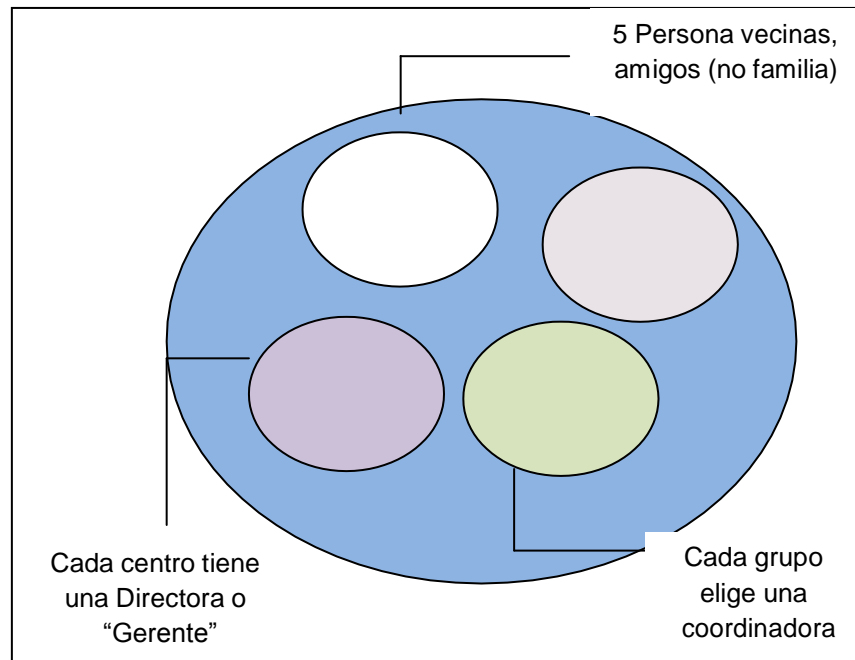 5 Persona vecinas,
amigos (no familia)
Cada centro tiene
una Directora o
“Gerente”
Cada grupo
elige una
coordinadora